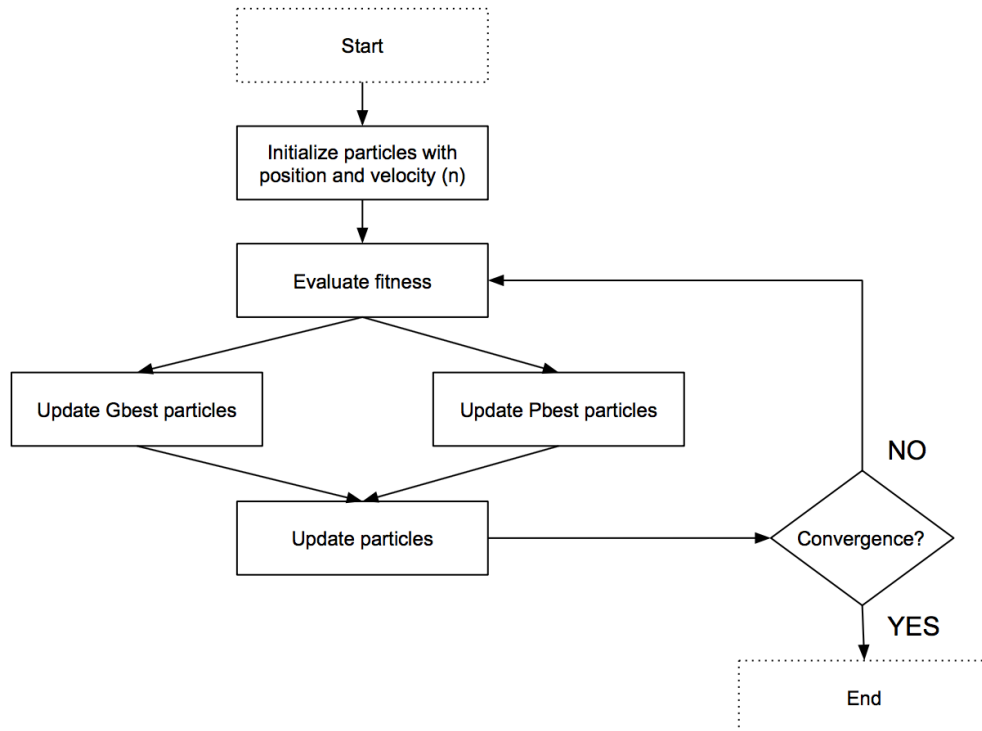 Start
Initialize particles with
position and velocity (n)
Evaluate fitness
Update Gbest particles
Update Pbest particles
Update particles
NO
Convergence?
YES
End